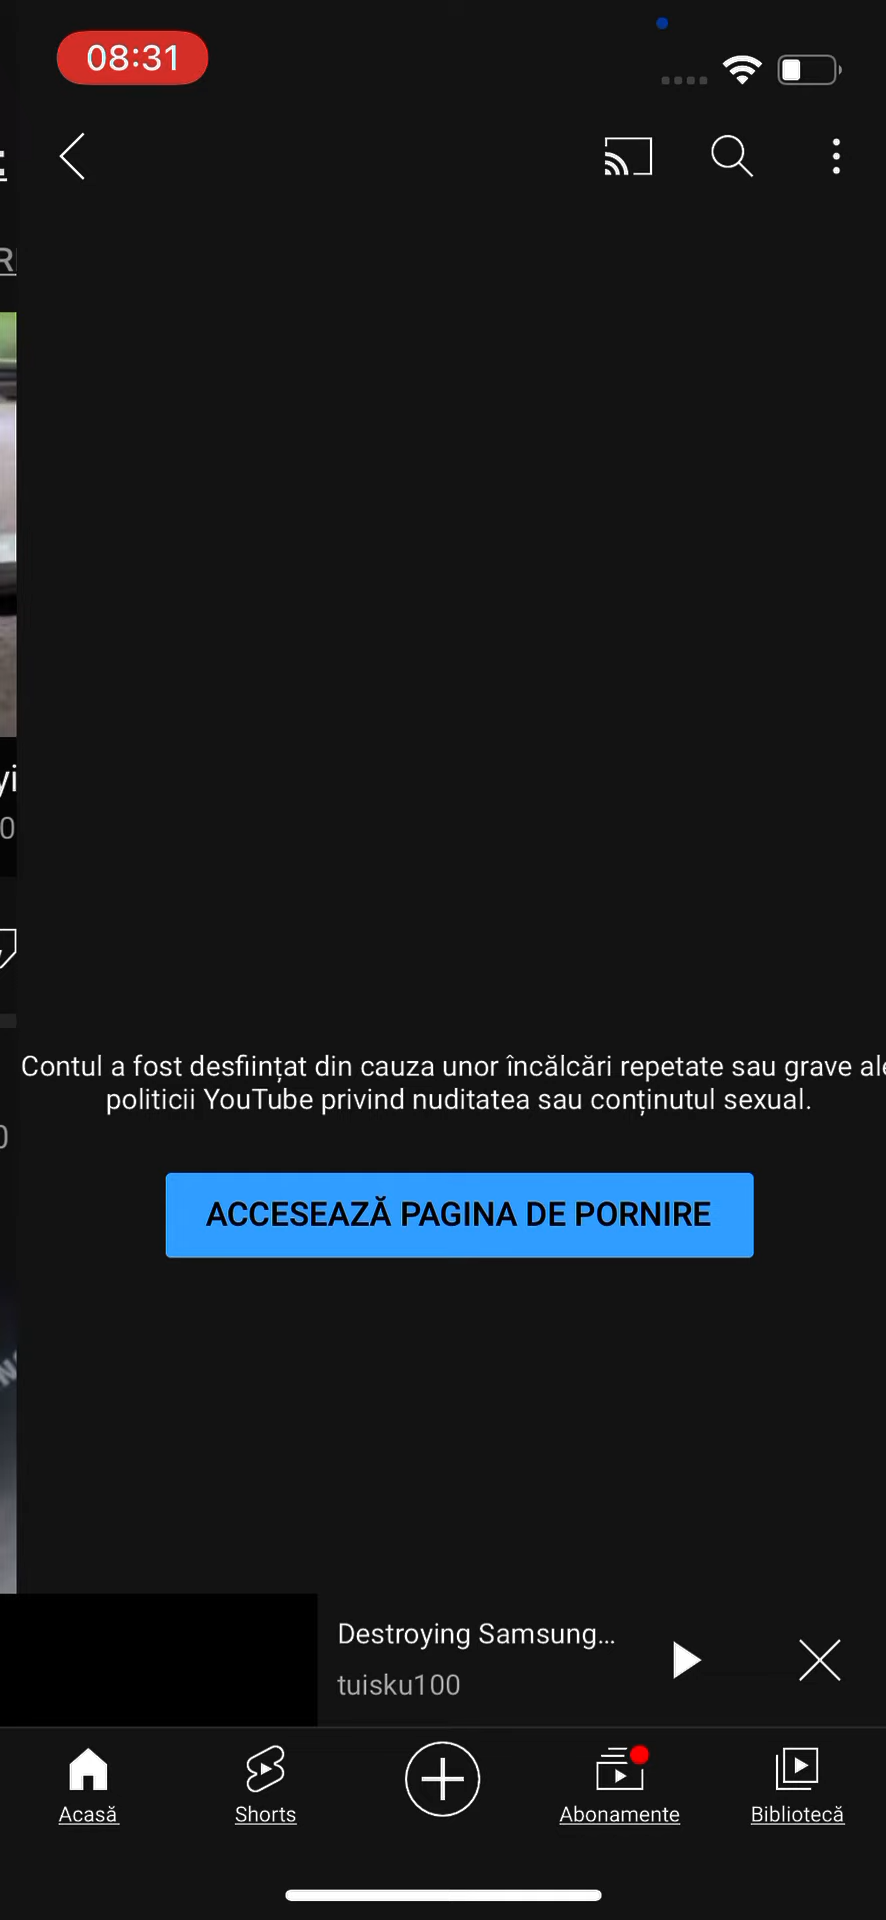 08:31
Contul a fost desființat din cauza unor încălcări repetate sau grave ale
politicii YouTube privind nuditatea sau conținutul sexual.
ACCESEAZĂ PAGINA DE PORNIRE
Destroying Samsung...
tuisku100
Acasă
Shorts
Abonamente
Bibliotecă